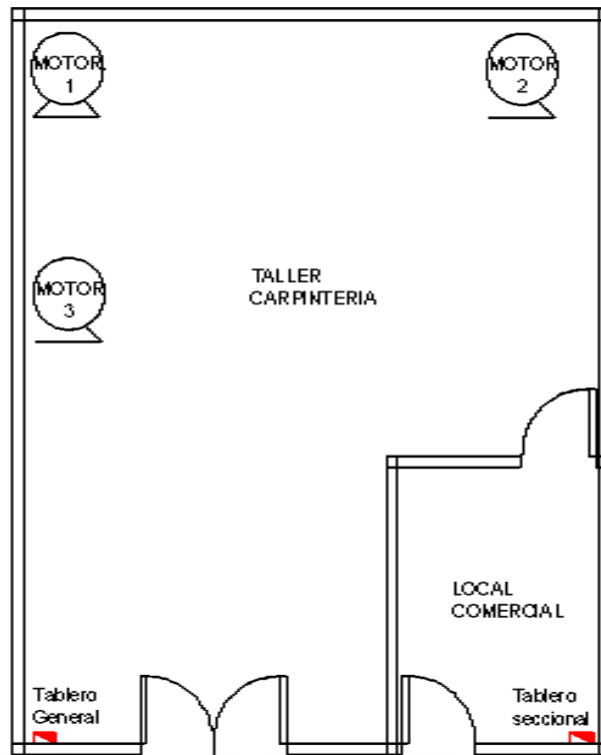 MOTOR
1
MOTOR
2
MOTOR
3
TALLER
CARPINTERIA
LOCAL
COMERCIAL
Tablero
General
Tablero
seccional